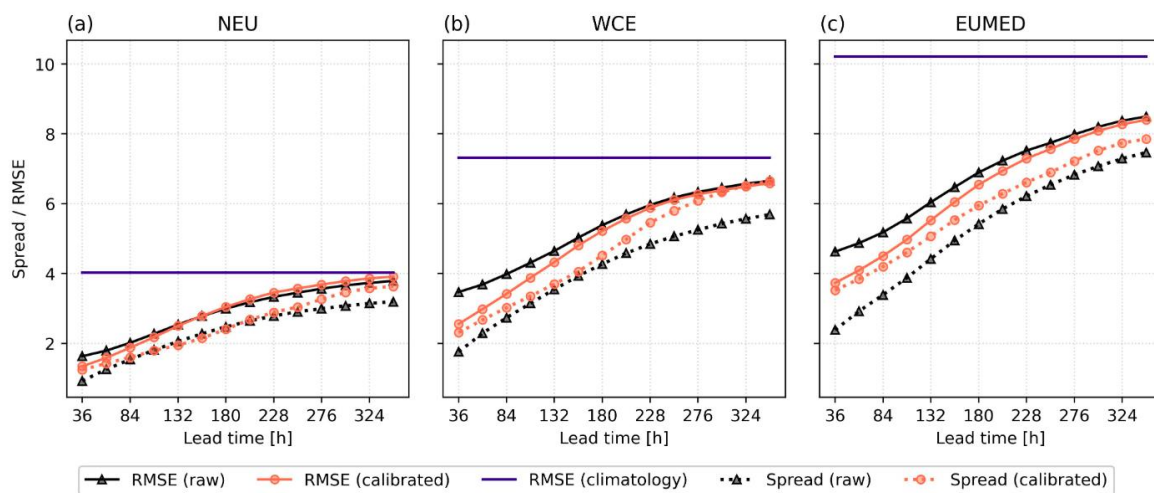 (a) NEU
(b) WCE
(c) EUMED
Spread / RMSE
10
8
6
4
2
36 84 132 180 228 276 324
36 84 132 180 228 276 324
36 84 132 180 228 276 324
Lead time [h]
Lead time [h]
Lead time [h]
RMSE (raw) RMSE (calibrated) RMSE (climatology) Spread (raw) Spread (calibrated)